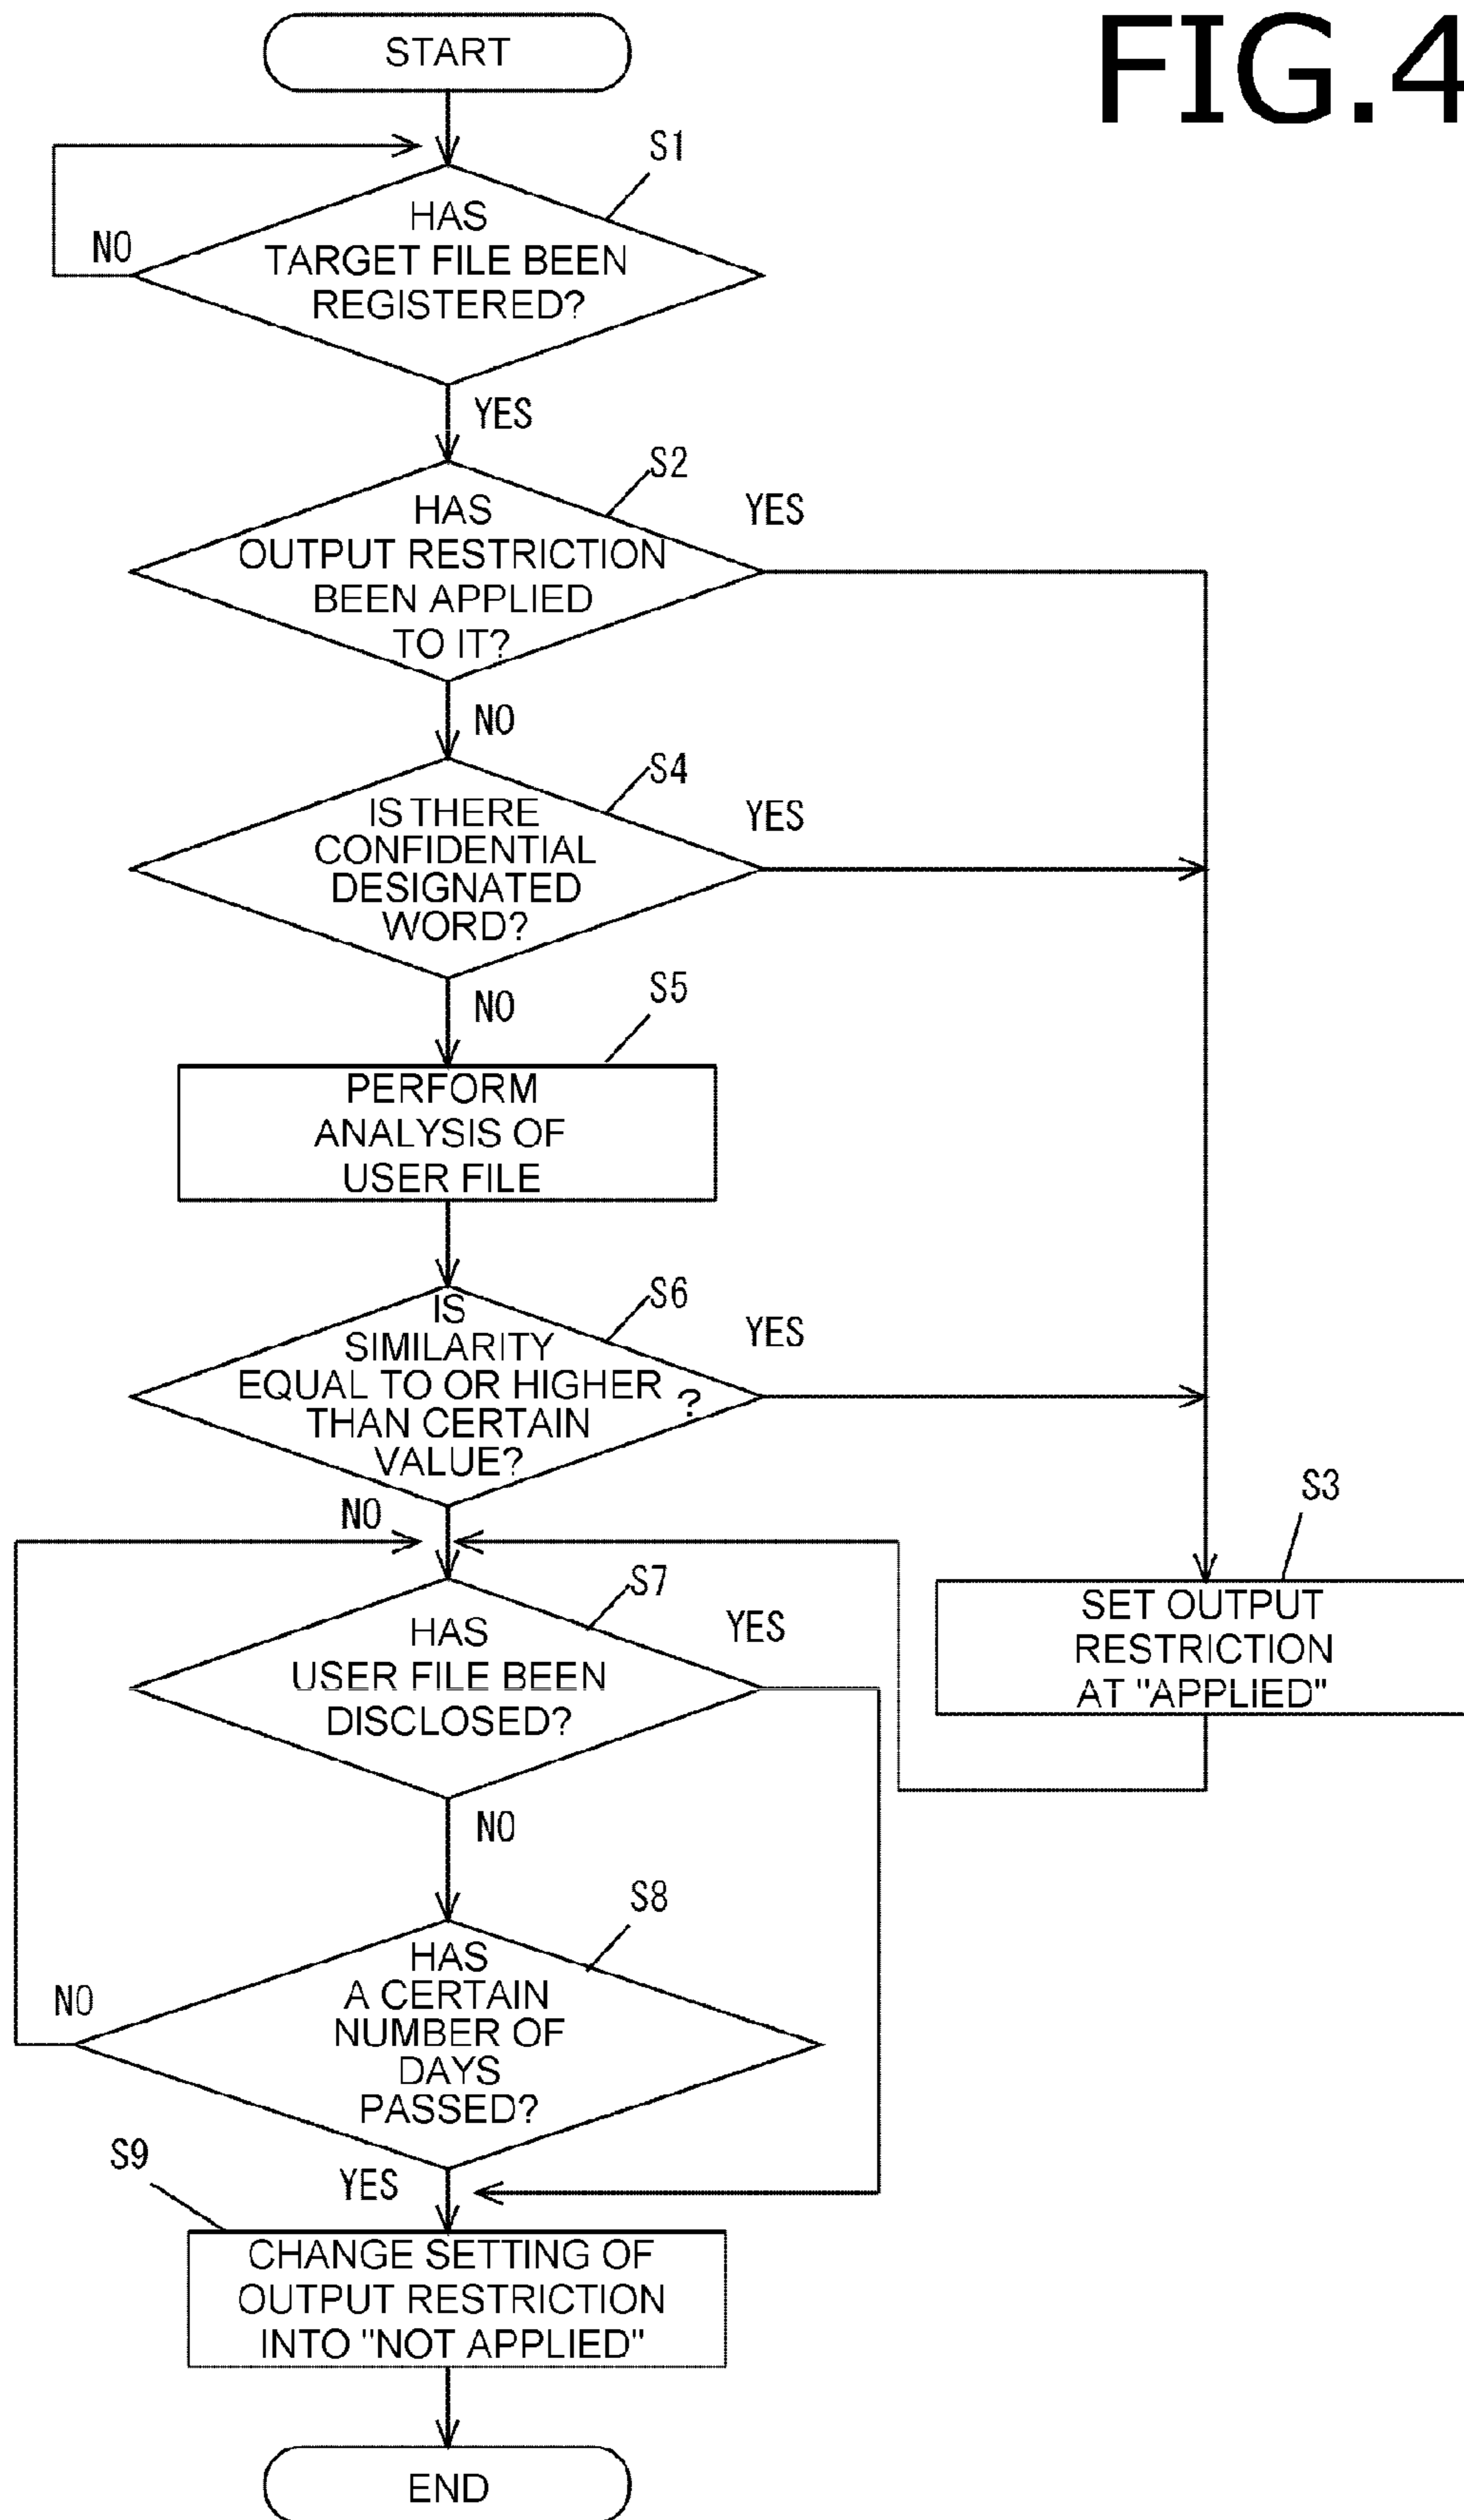 FIG.4
START
S1
HAS
TARGET FILE BEEN
REGISTERED?
NO
YES
S2
HAS
OUTPUT RESTRICTION
BEEN APPLIED
TO IT?
YES
NO
S4
IS THERE
CONFIDENTIAL
DESIGNATED
WORD?
YES
NO
S5
PERFORM
ANALYSIS OF
USER FILE
S6
IS
SIMILARITY
EQUAL TO OR HIGHER ?
THAN CERTAIN
VALUE?
YES
NO
S3
SET OUTPUT
RESTRICTION
AT "APPLIED"
S7
HAS
USER FILE BEEN
DISCLOSED?
YES
NO
S8
HAS
A CERTAIN
NUMBER OF
DAYS
PASSED?
NO
YES
S9
CHANGE SETTING OF
OUTPUT RESTRICTION
INTO "NOT APPLIED"
END